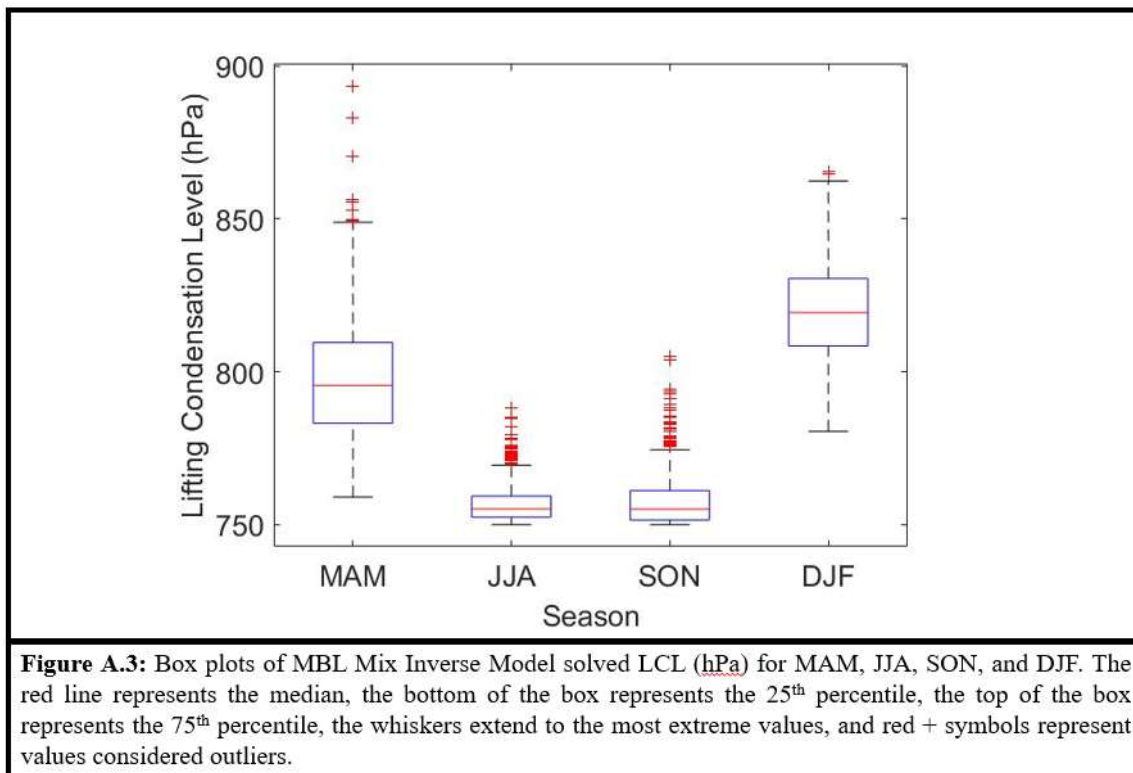 900
850
800
750
Lifting Condensation Level (hPa)
MAM JJA SON DJF
Season
Figure A.3: Box plots of MBL Mix Inverse Model solved LCL (hPa) for MAM, JJA, SON, and DJF. The
red line represents the median, the bottom of the box represents the 25th percentile, the top of the box
represents the 75th percentile, the whiskers extend to the most extreme values, and red + symbols represent
values considered outliers.